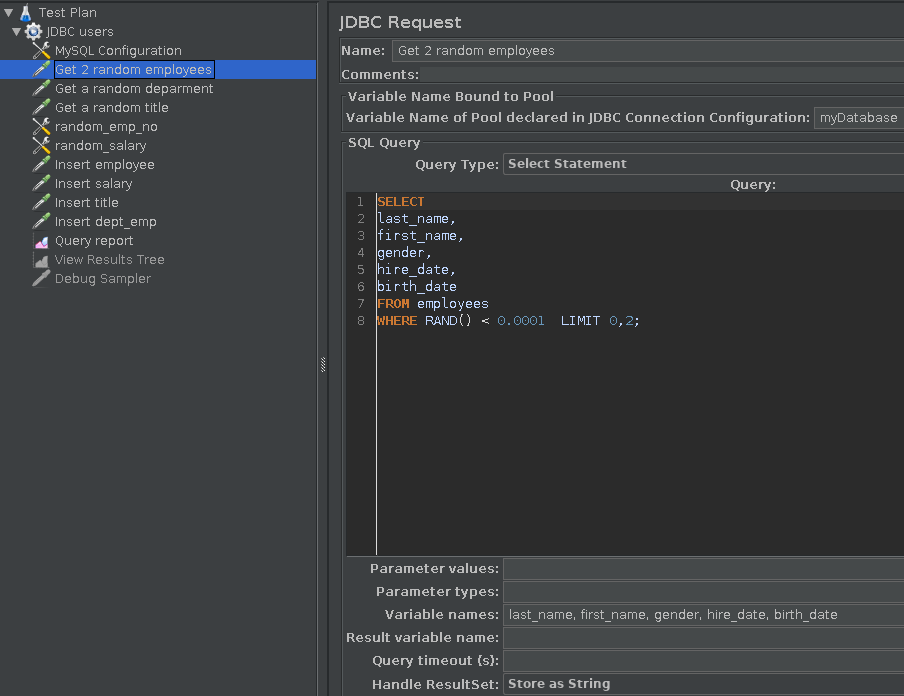 Test Plan
JDBC users
MySQL Configuration
Get 2 random employees
Get a random deparment
Get a random title
random_emp_no
random_salary
Insert employee
Insert salary
Insert title
Insert dept_emp
Query report
View Results Tree
Debug Sampler
JDBC Request
Name: Get 2 random employees
Comments:
Variable Name Bound to Pool
Variable Name of Pool declared in JDBC Connection Configuration: myDatabase
SQL Query
Query Type: Select Statement
Query:
1 SELECT
2 last_name,
3 first_name,
4 gender,
5 hire_date,
6 birth_date
7 FROM employees
8 WHERE RAND() < 0.0001  LIMIT 0,2;
Parameter values:
Parameter types:
Variable names: last_name, first_name, gender, hire_date, birth_date
Result variable name:
Query timeout {s}:
Handle ResultSet: Store as String